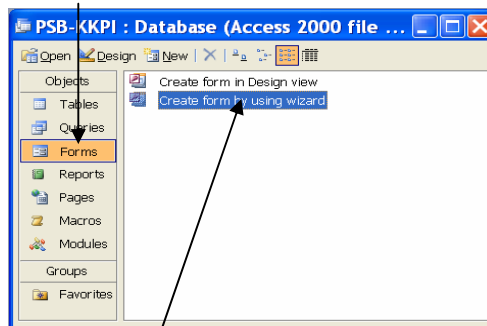 PSB-KKPI : Database (Access 2000 file ...
Open Design New
Objects
Tables
Queries
Forms
Reports
Pages
Macros
Modules
Groups
Favorites
Create form in Design view
Create form by using wizard